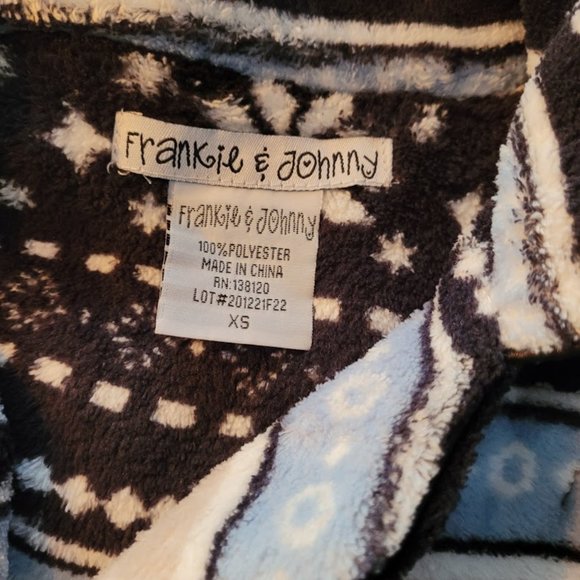 Frankie & Johnny
Frankie & Johnny
100% POLYESTER
MADE IN CHINA
RN:138120
LOT#201221F22
XS